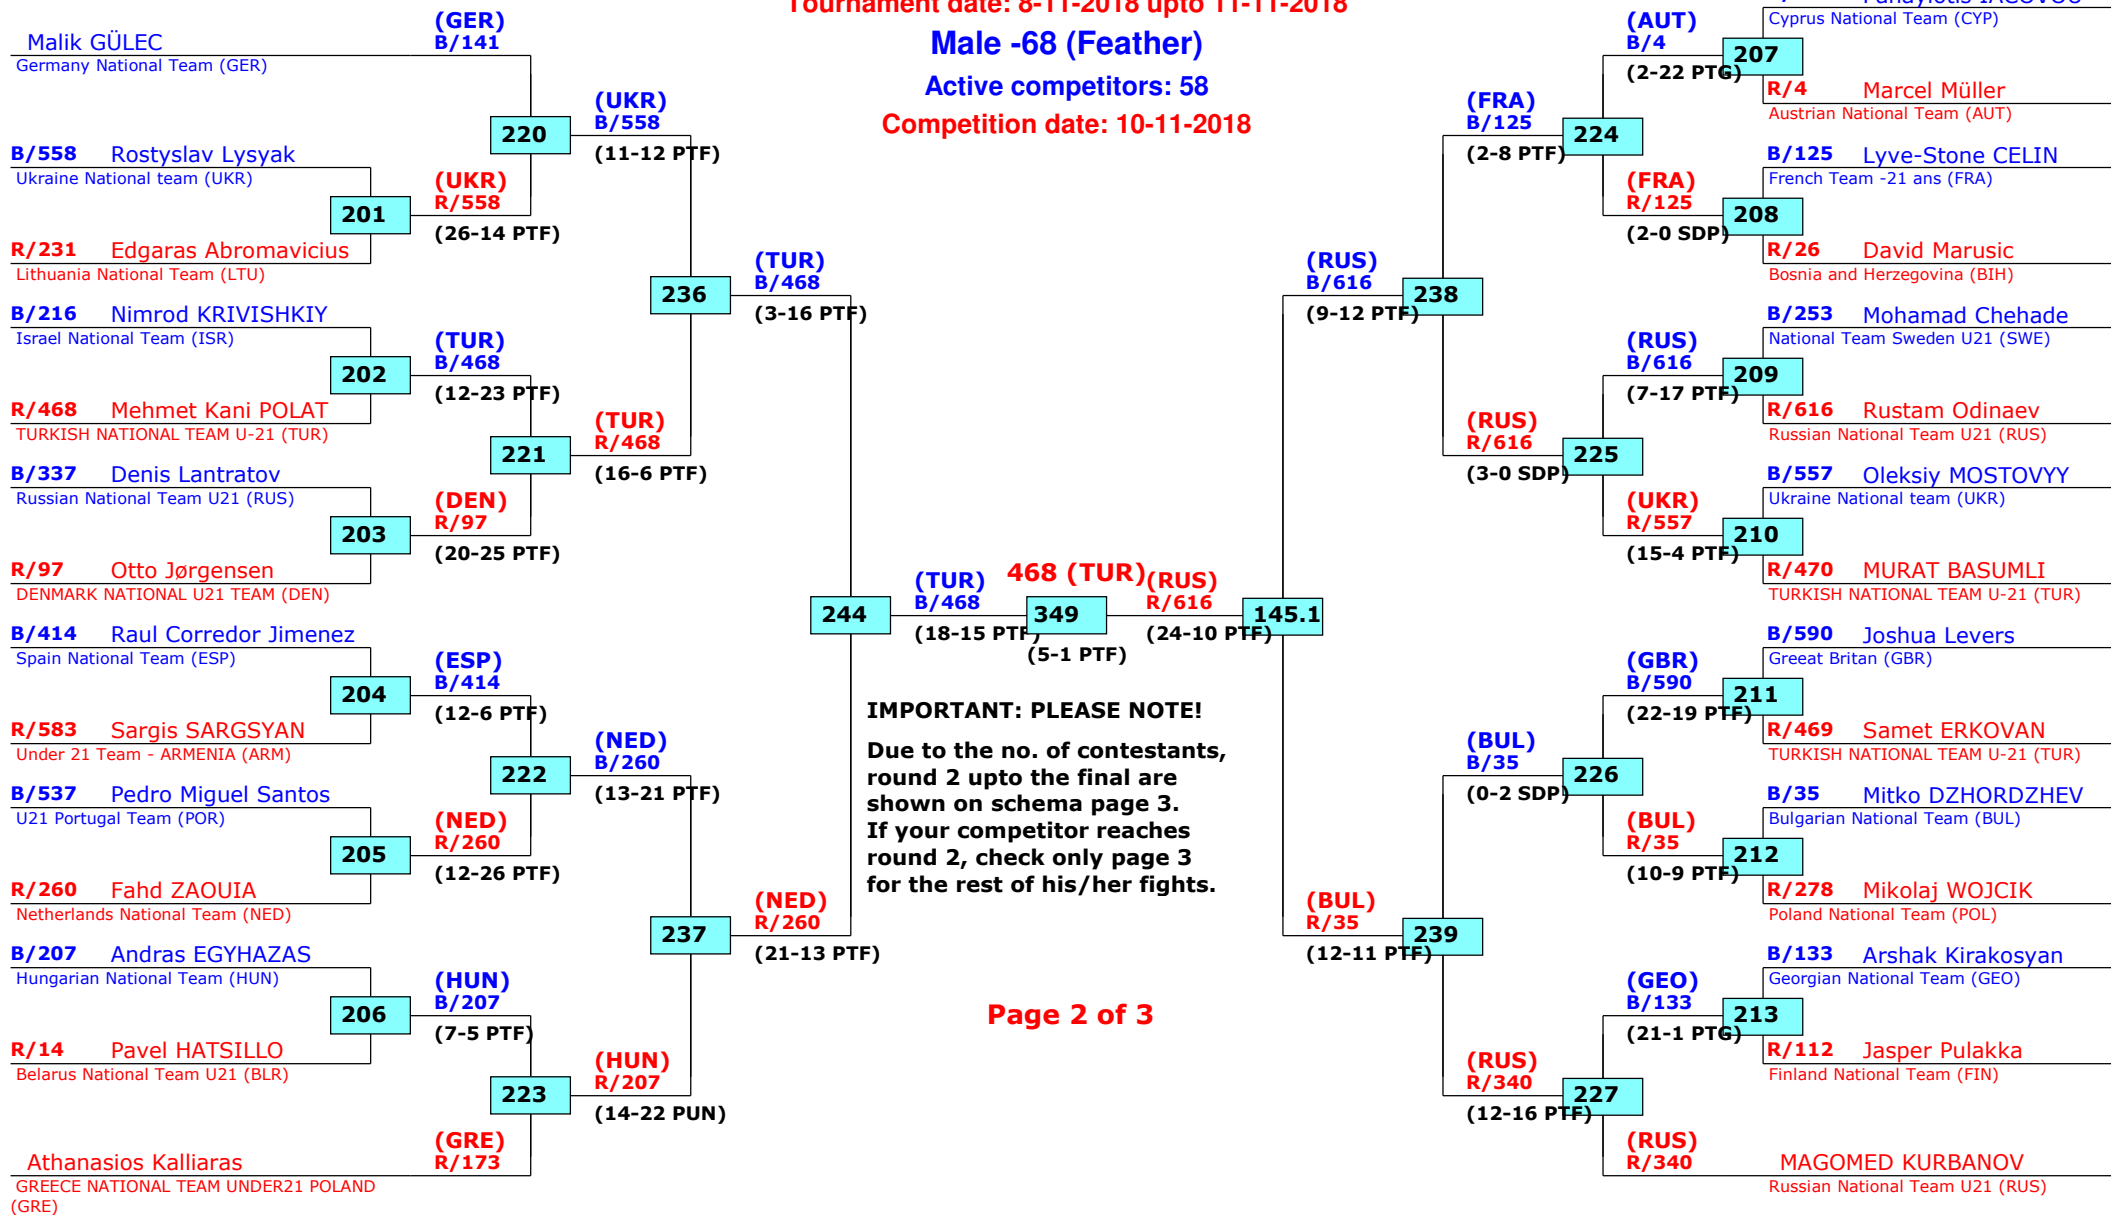 Tournament date: 8-11-2018 upto 11-11-2018
Male -68 (Feather)
Active competitors: 58
Competition date: 10-11-2018
Malik GÜLEC
Germany National Team (GER)
(GER)
B/141
B/558 Rostyslav Lysyak
Ukraine National team (UKR)
201
R/231 Edgaras Abromavicius
Lithuania National Team (LTU)
(UKR)
R/558
(26-14 PTF)
220
(UKR)
B/558
(11-12 PTF)
B/216 Nimrod KRIVISHKIY
Israel National Team (ISR)
202
R/468 Mehmet Kani POLAT
TURKISH NATIONAL TEAM U-21 (TUR)
(TUR)
B/468
(12-23 PTF)
B/337 Denis Lantratov
Russian National Team U21 (RUS)
203
R/97 Otto Jørgensen
DENMARK NATIONAL U21 TEAM (DEN)
(DEN)
R/97
(20-25 PTF)
221
(TUR)
R/468
(16-6 PTF)
236
(TUR)
B/468
(3-16 PTF)
B/414 Raul Corredor Jimenez
Spain National Team (ESP)
204
R/583 Sargis SARGSYAN
Under 21 Team - ARMENIA (ARM)
(ESP)
B/414
(12-6 PTF)
B/537 Pedro Miguel Santos
U21 Portugal Team (POR)
205
R/260 Fahd ZAOUIA
Netherlands National Team (NED)
(NED)
R/260
(12-26 PTF)
222
(NED)
B/260
(13-21 PTF)
B/207 Andras EGYHAZAS
Hungarian National Team (HUN)
206
R/14 Pavel HATSILLO
Belarus National Team U21 (BLR)
(HUN)
B/207
(7-5 PTF)
223
Athanasios Kalliaras
GREECE NATIONAL TEAM UNDER21 POLAND
(GRE)
(GRE)
R/173
(HUN)
R/207
(14-22 PUN)
237
(NED)
R/260
(21-13 PTF)
244
(TUR)
B/468
(18-15 PTF)
468 (TUR)
349
(5-1 PTF)
(RUS)
R/616
(24-10 PTF)
145.1
IMPORTANT: PLEASE NOTE!
Due to the no. of contestants,
round 2 upto the final are
shown on schema page 3.
If your competitor reaches
round 2, check only page 3
for the rest of his/her fights.
Page 2 of 3
Cyprus National Team (CYP)
207
R/4 Marcel Müller
Austrian National Team (AUT)
(AUT)
B/4
(2-22 PTG)
B/125 Lyve-Stone CELIN
French Team -21 ans (FRA)
208
R/26 David Marusic
Bosnia and Herzegovina (BIH)
(FRA)
R/125
(2-0 SDP)
224
(FRA)
B/125
(2-8 PTF)
B/253 Mohamad Chehade
National Team Sweden U21 (SWE)
209
R/616 Rustam Odinaev
Russian National Team U21 (RUS)
(RUS)
B/616
(7-17 PTF)
B/557 Oleksiy MOSTOVYY
Ukraine National team (UKR)
210
R/470 MURAT BASUMLI
TURKISH NATIONAL TEAM U-21 (TUR)
(UKR)
R/557
(15-4 PTF)
225
(RUS)
R/616
(3-0 SDP)
238
(RUS)
B/616
(9-12 PTF)
B/590 Joshua Levers
Greeat Britan (GBR)
211
R/469 Samet ERKOVAN
TURKISH NATIONAL TEAM U-21 (TUR)
(GBR)
B/590
(22-19 PTF)
B/35 Mitko DZHORDZHEV
Bulgarian National Team (BUL)
212
R/278 Mikolaj WOJCIK
Poland National Team (POL)
(BUL)
R/35
(10-9 PTF)
226
(BUL)
B/35
(0-2 SDP)
B/133 Arshak Kirakosyan
Georgian National Team (GEO)
213
R/112 Jasper Pulakka
Finland National Team (FIN)
(GEO)
B/133
(21-1 PTG)
227
MAGOMED KURBANOV
Russian National Team U21 (RUS)
(RUS)
R/340
(RUS)
R/340
(12-16 PTF)
239
(BUL)
R/35
(12-11 PTF)